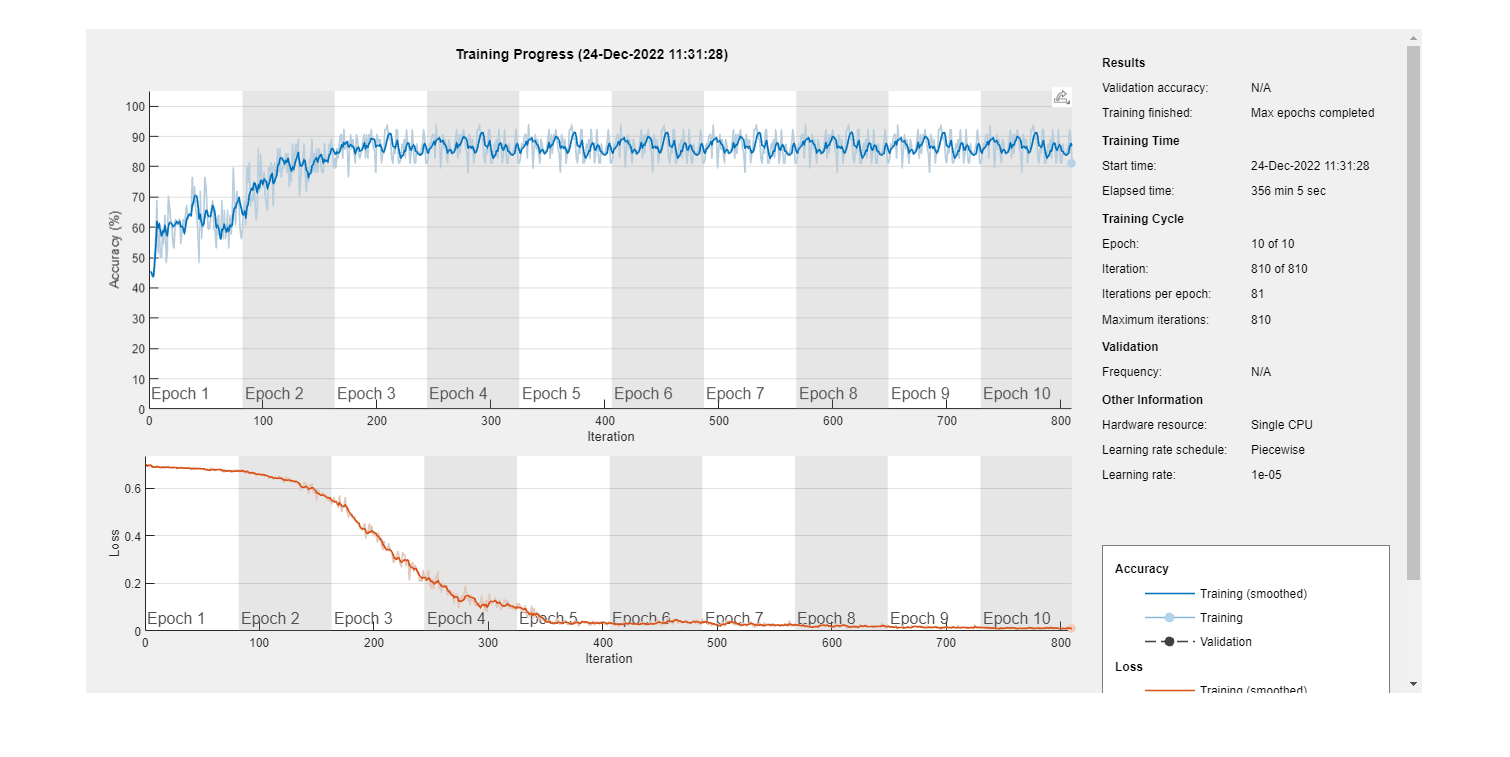 Training Progress (24-Dec-2022 11:31:28)
Accuracy (%)
100
90
80
70
60
50
40
30
20
10
0
Epoch 1 Epoch 2 Epoch 3 Epoch 4 Epoch 5 Epoch 6 Epoch 7 Epoch 8 Epoch 9 Epoch 10
0 100 200 300 400 500 600 700 800
Iteration
Loss
0.6
0.4
0.2
0
Epoch 1 Epoch 2 Epoch 3 Epoch 4 Epoch 5 Epoch 6 Epoch 7 Epoch 8 Epoch 9 Epoch 10
0 100 200 300 400 500 600 700 800
Iteration
Results
Validation accuracy: N/A
Training finished: Max epochs completed
Training Time
Start time: 24-Dec-2022 11:31:28
Elapsed time: 356 min 5 sec
Training Cycle
Epoch: 10 of 10
Iteration: 810 of 810
Iterations per epoch: 81
Maximum iterations: 810
Validation
Frequency: N/A
Other Information
Hardware resource: Single CPU
Learning rate schedule: Piecewise
Learning rate: 1e-05
Accuracy
Training (smoothed)
Training
Validation
Loss
Training (smoothed)